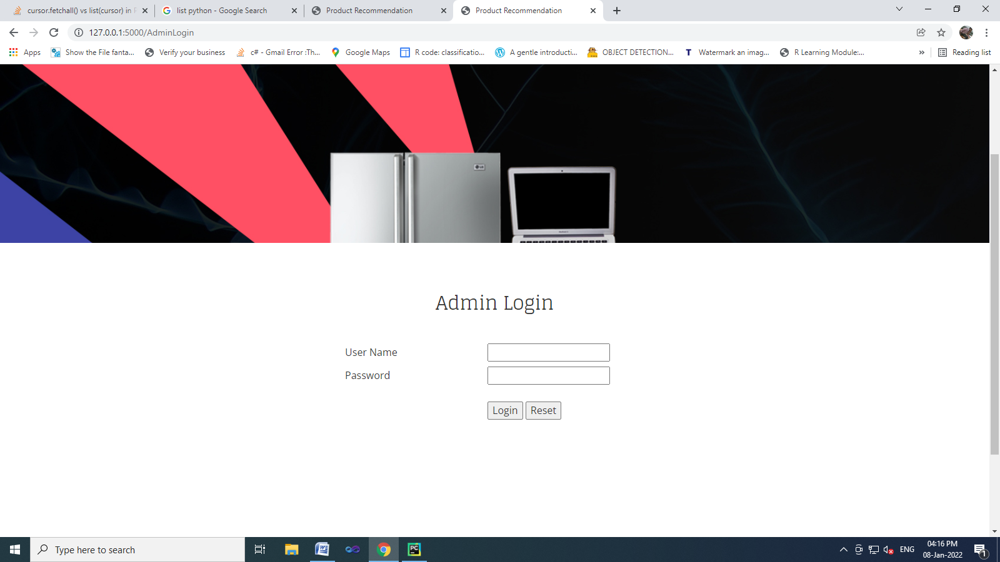 cursor.fetchall() vs list(cursor) in
list python - Google Search
Product Recommendation
Product Recommendation
127.0.0.1:5000/AdminLogin
Apps
Show the File fanta...
Verify your business
c# - Gmail Error :Th...
Google Maps
R code: classificatio...
A gentle introducti...
OBJECT DETECTION...
T
Watermark an imag...
R Learning Module:...
»
Reading list
LG
Admin Login
User Name
Password
Login Reset
Type here to search
W
PC
ENG
04:16 PM
08-Jan-2022
1